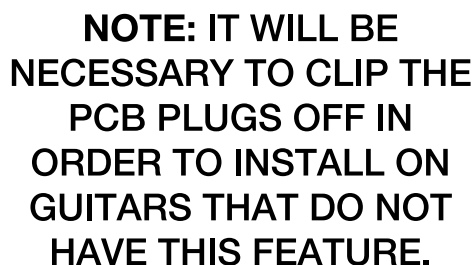 NOTE: IT WILL BE
NECESSARY TO CLIP THE
PCB PLUGS OFF IN
ORDER TO INSTALL ON
GUITARS THAT DO NOT
HAVE THIS FEATURE.